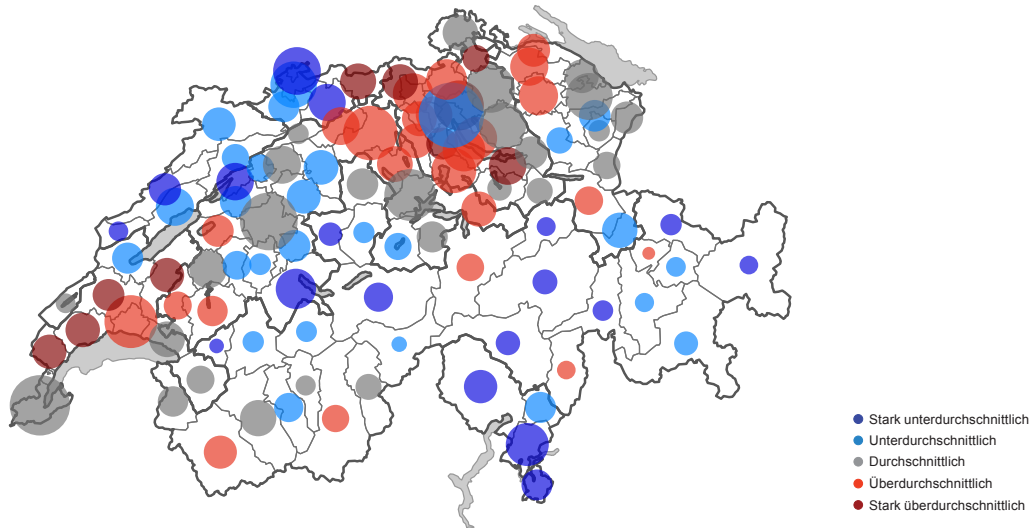 Stark unterdurchschnittlich
Unterdurchschnittlich
Durchschnittlich
Überdurchschnittlich
Stark überdurchschnittlich